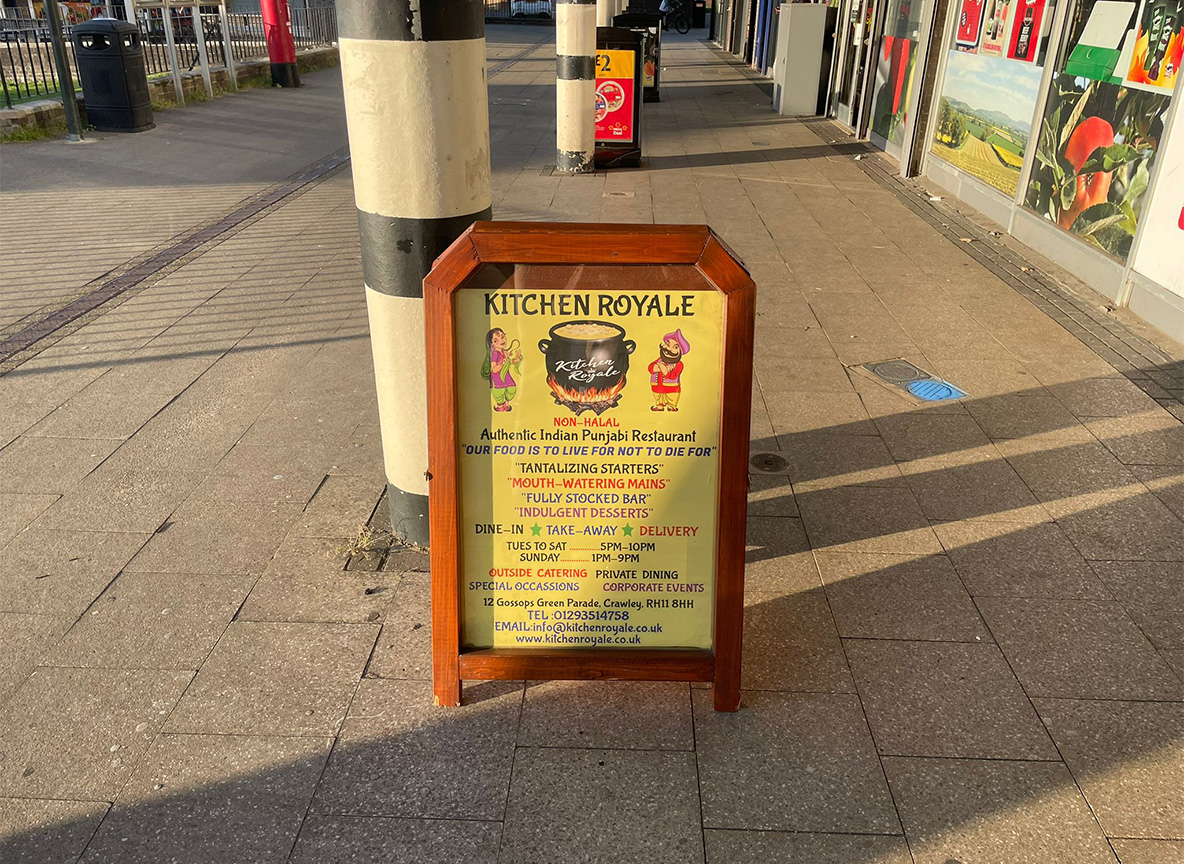 KITCHEN ROYALE
Kitchen
Royale
NON-HALAL
Authentic Indian Punjabi Restaurant
"OUR FOOD IS TO LIVE FOR NOT TO DIE FOR"
"TANTALIZING STARTERS"
"MOUTH-WATERING MAINS"
"FULLY STOCKED BAR"
"INDULGENT DESSERTS"
DINE-IN ★ TAKE-AWAY ★ DELIVERY
TUES TO SAT ..............5PM-10PM
SUNDAY............. 1PM-9PM
OUTSIDE CATERING PRIVATE DINING
SPECIAL OCCASSIONS CORPORATE EVENTS
12 Gossops Green Parade, Crawley, RH11 8HH
TEL :01293514758
EMAIL:info@kitchenroyale.co.uk
www.kitchenroyale.co.uk